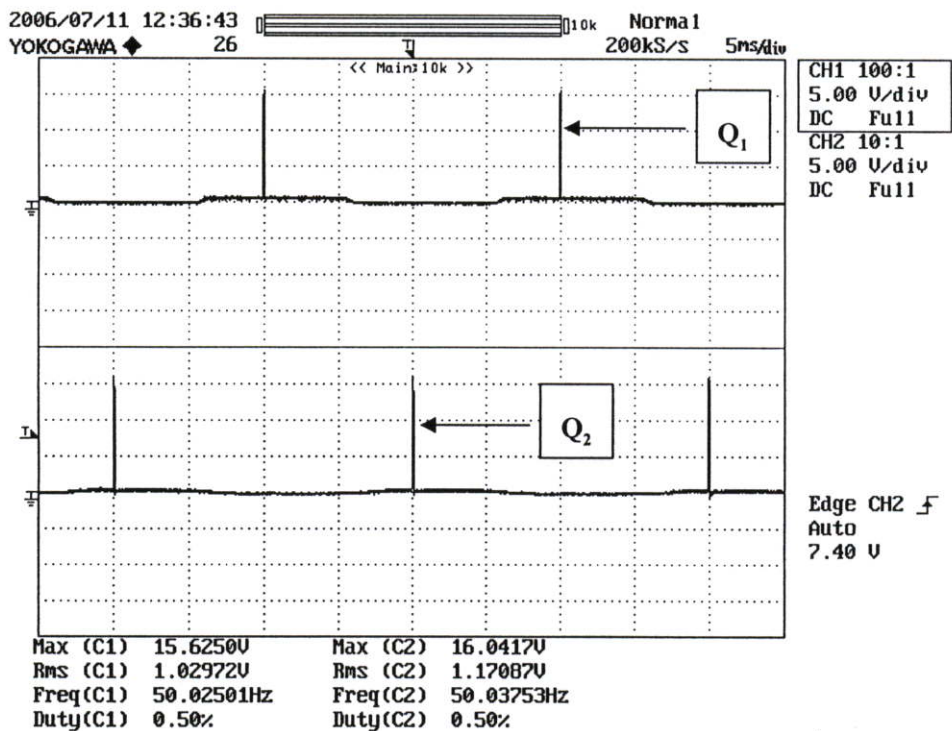 2006/07/11 12:36:43
10k
Normal
YOKOGAWA ◆ 26
200kS/s 5ms/div
T
<< Main:10k >>
CH1 100:1
5.00 V/div
DC Full
CH2 10:1
5.00 V/div
DC Full
Q1
T
Q2
Edge CH2
Auto
7.40 V
Max (C1) 15.6250V Max (C2) 16.0417V
Rms (C1) 1.02972V Rms (C2) 1.17087V
Freq(C1) 50.02501Hz Freq(C2) 50.03753Hz
Duty(C1) 0.50% Duty(C2) 0.50%